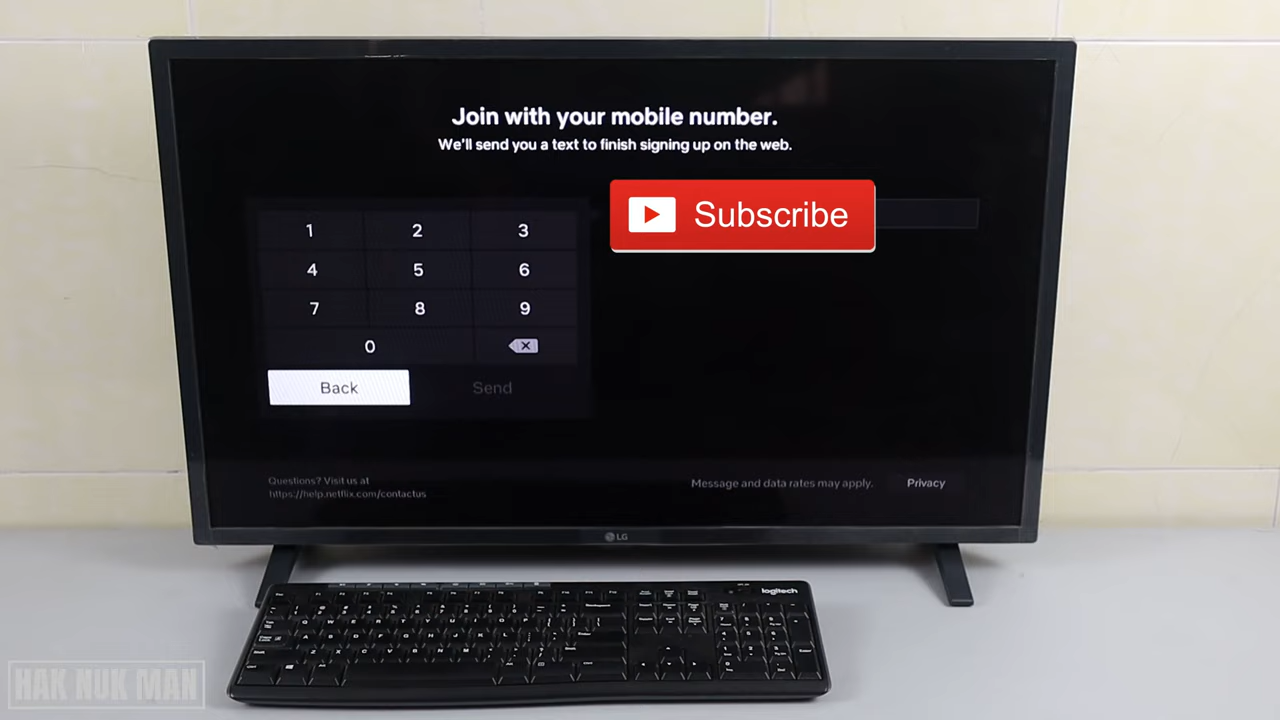 Join with your mobile number.
We'll send you a text to finish signing up on the web.
Subscribe
1 2 3
4 5 6
7 8 9
0
Back Send
Questions? Visit us at
https://help.netflix.com/contactus
Message and data rates may apply. Privacy
LG
logitech
HAK NUK MAN